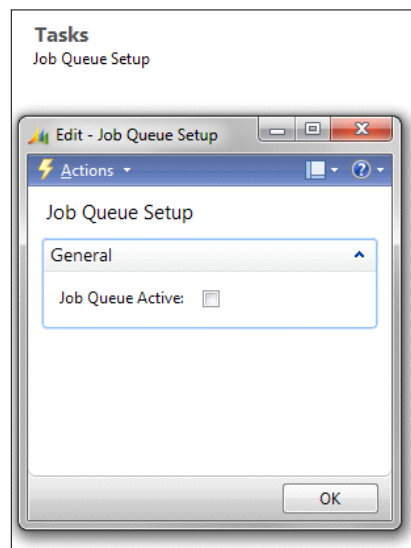 Tasks
Job Queue Setup
Edit - Job Queue Setup
Actions
Job Queue Setup
General
Job Queue Active:
OK